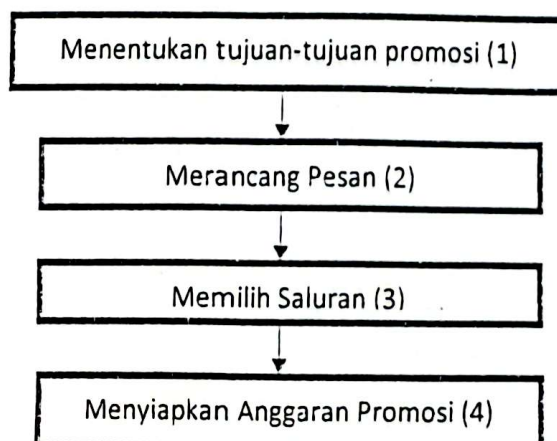 Menentukan tujuan-tujuan promosi (1)
Merancang Pesan (2)
Memilih Saluran (3)
Menyiapkan Anggaran Promosi (4)